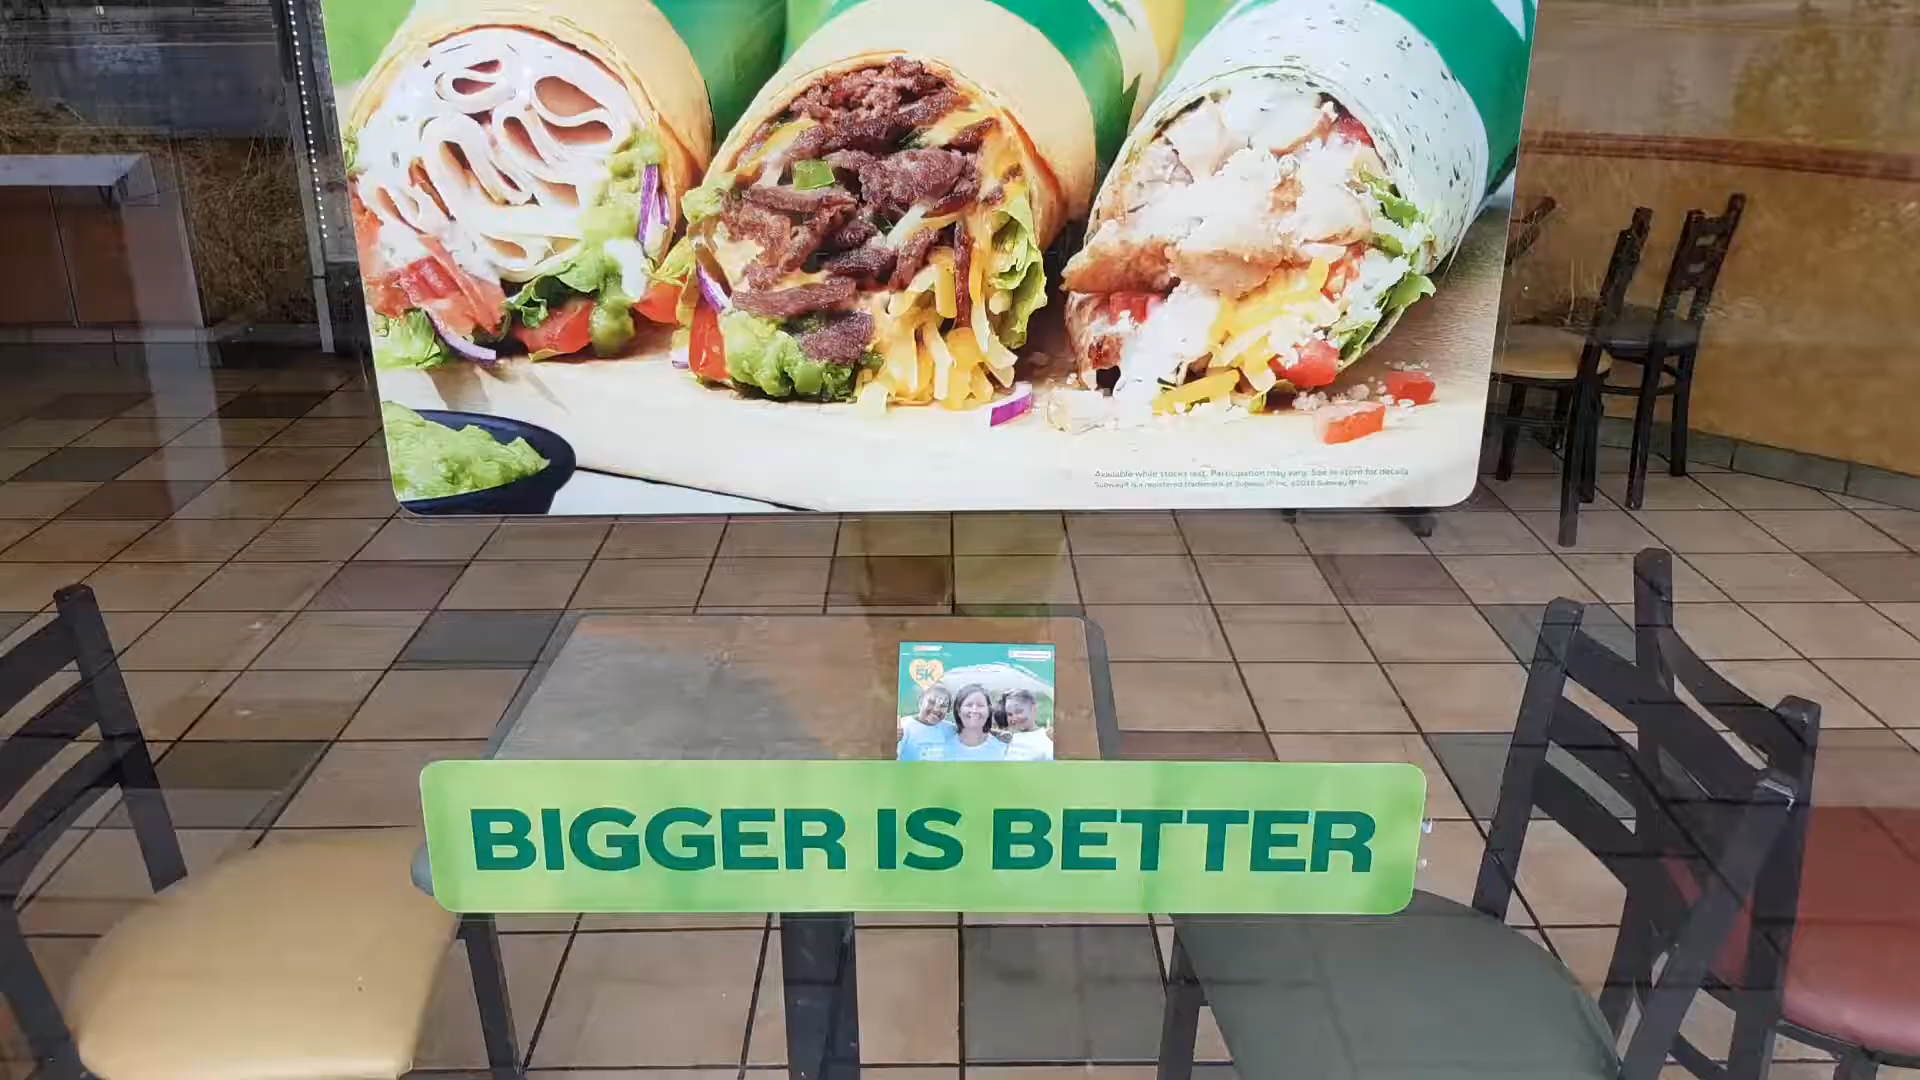 Available while stocks last. Participation may vary. See in store for details
Subway® is a registered trademark of Subway IP Inc. ©2018 Subway IP Inc.
5K
BIGGER IS BETTER